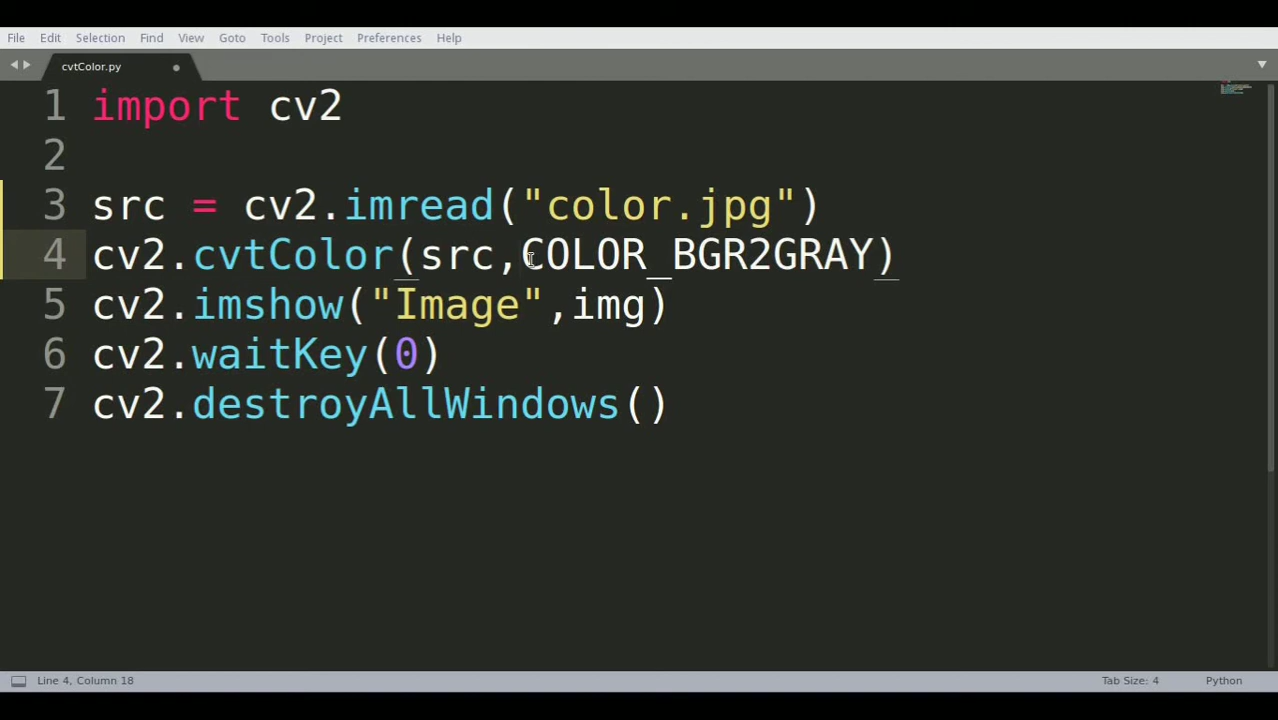 File Edit Selection Find View Goto Tools Project Preferences Help
cvtColor.py
1 import cv2
2
3 src = cv2.imread("color.jpg")
4 cv2.cvtColor(src,COLOR_BGR2GRAY)
5 cv2.imshow("Image",img)
6 cv2.waitKey(0)
7 cv2.destroyAllWindows()
Line 4, Column 18 Tab Size: 4 Python